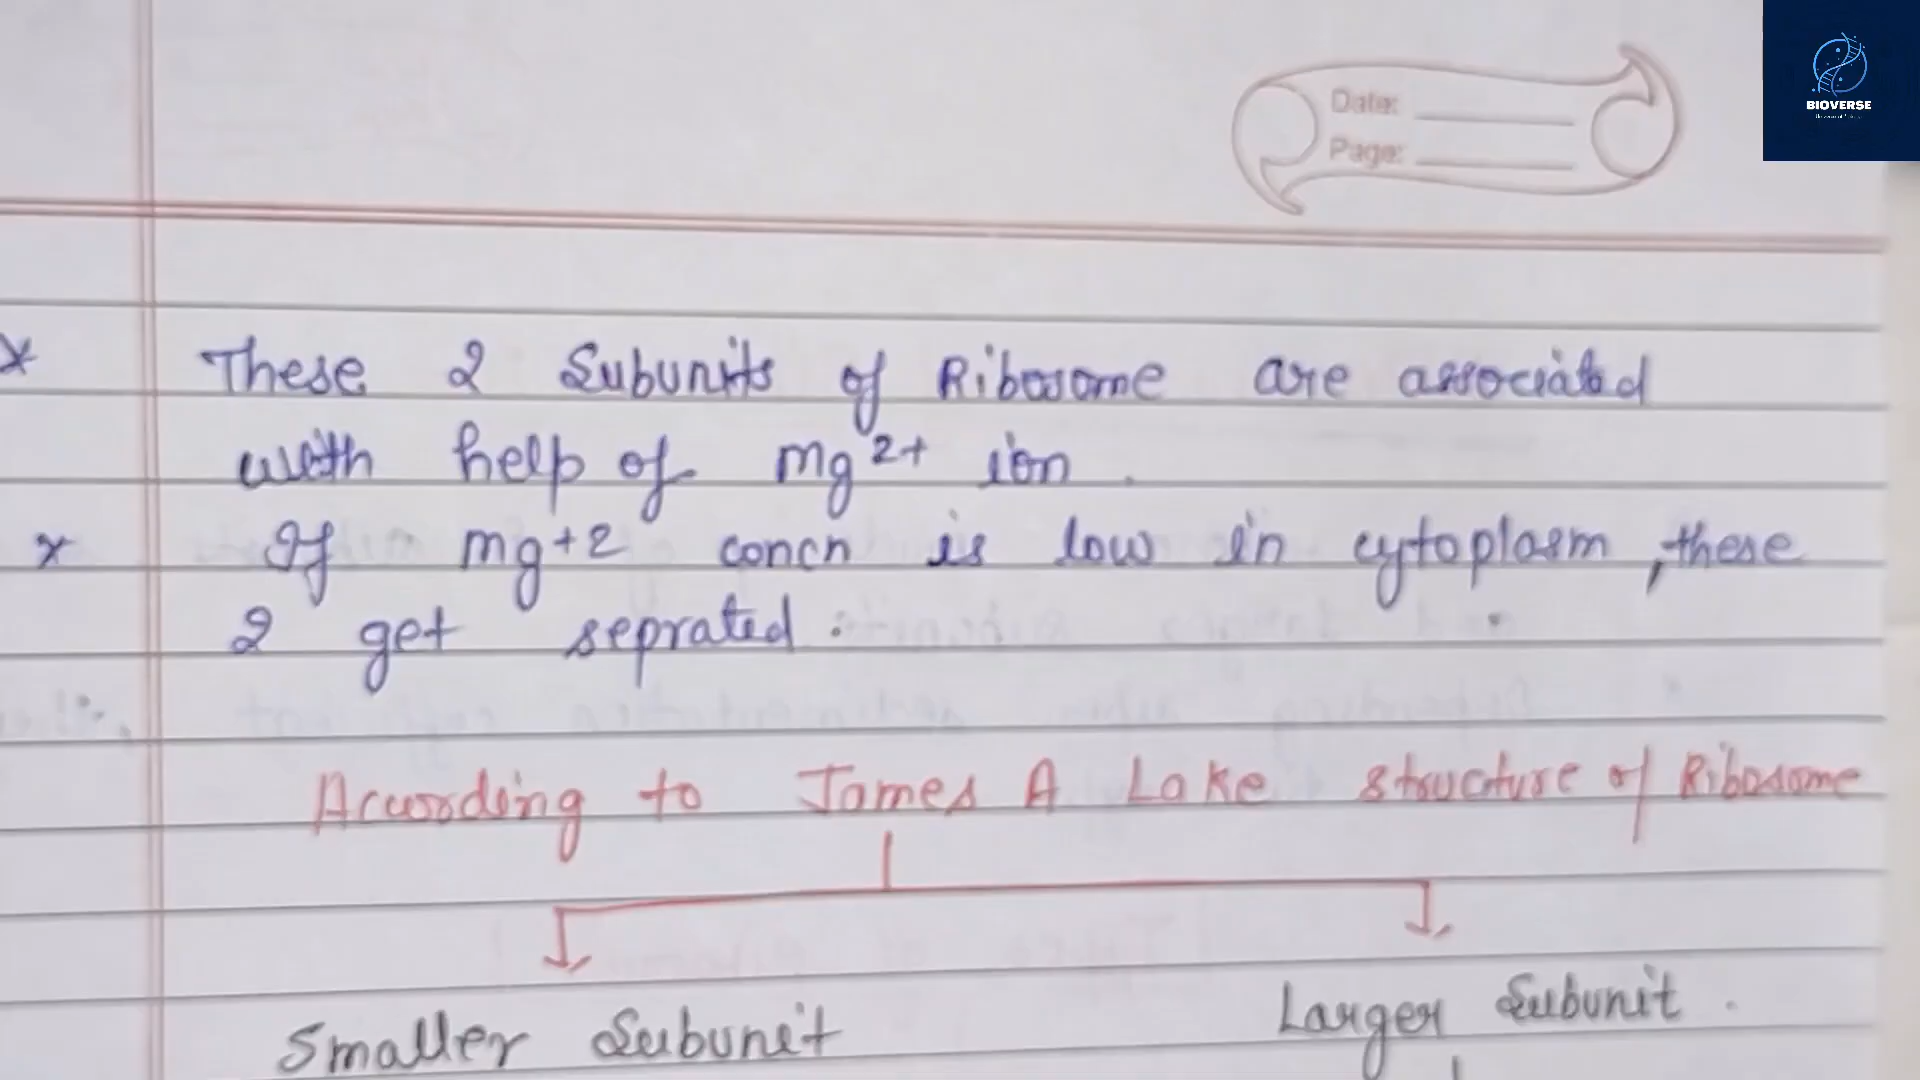 Date:
Page:
BIOVERSE
* These 2 Subunits of Ribosome are associated
with help of mg2+ ion.
* If mg+2 concn is low in cytoplasm, these
2 get seprated.
According to James A Lake structure of Ribosome
Smaller Subunit
Larger Subunit.